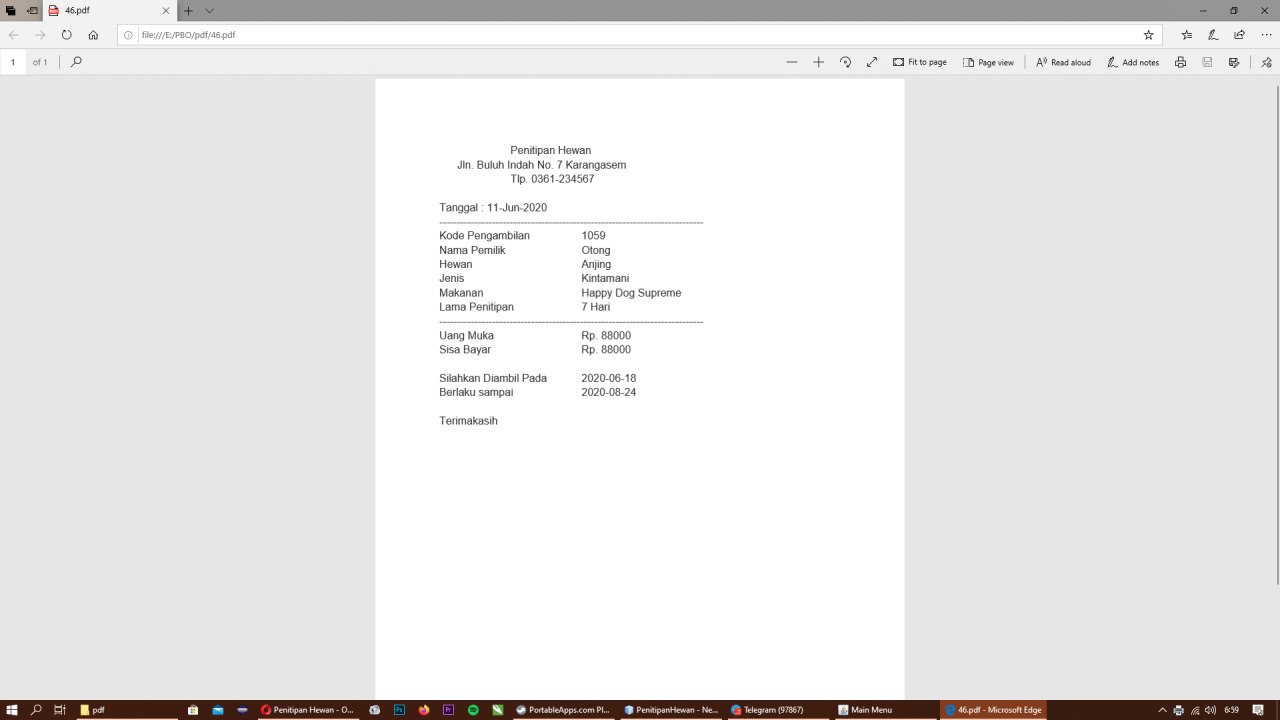 46.pdf
file:///E:/PBO/pdf/46.pdf
1 of 1 Fit to page Page view Read aloud Add notes
Penitipan Hewan
Jln. Buluh Indah No. 7 Karangasem
Tlp. 0361-234567
Tanggal : 11-Jun-2020
--------------------------------------------------------------------------
Kode Pengambilan 1059
Nama Pemilik Otong
Hewan Anjing
Jenis Kintamani
Makanan Happy Dog Supreme
Lama Penitipan 7 Hari
--------------------------------------------------------------------------
Uang Muka Rp. 88000
Sisa Bayar Rp. 88000
Silahkan Diambil Pada 2020-06-18
Berlaku sampai 2020-08-24
Terimakasih
pdf Penitipan Hewan - O... PortableApps.com Pl... PenitipanHewan - Ne... Telegram (97867) Main Menu 46.pdf - Microsoft Edge 6:59